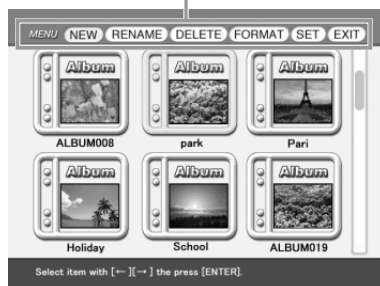 MENU NEW RENAME DELETE FORMAT SET EXIT
Album Album Album
ALBUM008 park Pari
Album Album Album
Holiday School ALBUM019
Select item with [←][→] the press [ENTER].